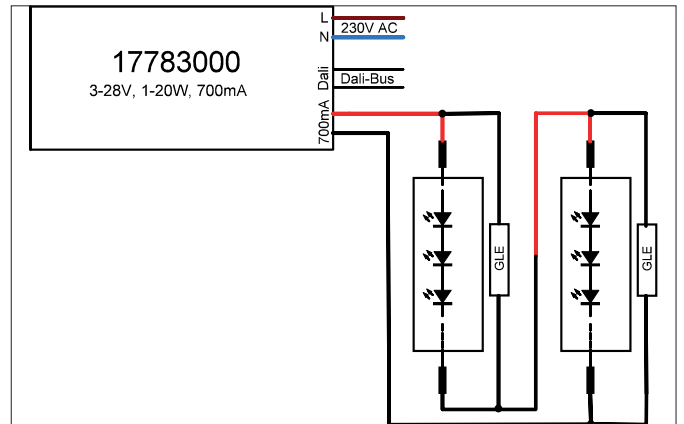 L
N
230V AC
17783000
3-28V, 1-20W, 700mA
Dali
Dali-Bus
700mA
GLE
GLE